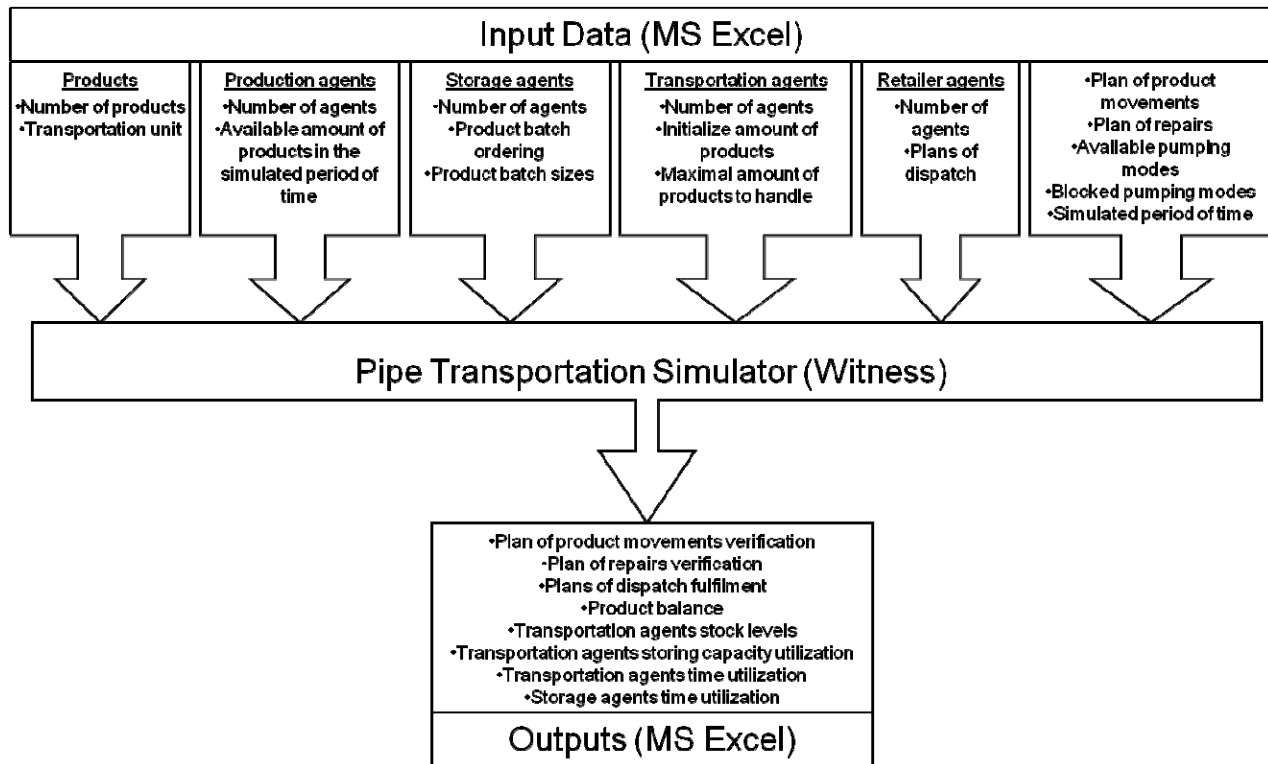 Input Data (MS Excel)
Products
•Number of products
•Transportation unit
Production agents
•Number of agents
•Available amount of
products in the
simulated period of
time
Storage agents
•Number of agents
•Product batch
ordering
•Product batch sizes
Transportation agents
•Number of agents
•Initialize amount of
products
•Maximal amount of
products to handle
Retailer agents
•Number of
agents
•Plans of
dispatch
•Plan of product
movements
•Plan of repairs
•Available pumping
modes
•Blocked pumping modes
•Simulated period of time
Pipe Transportation Simulator (Witness)
•Plan of product movements verification
•Plan of repairs verification
•Plans of dispatch fulfilment
•Product balance
•Transportation agents stock levels
•Transportation agents storing capacity utilization
•Transportation agents time utilization
•Storage agents time utilization
Outputs (MS Excel)